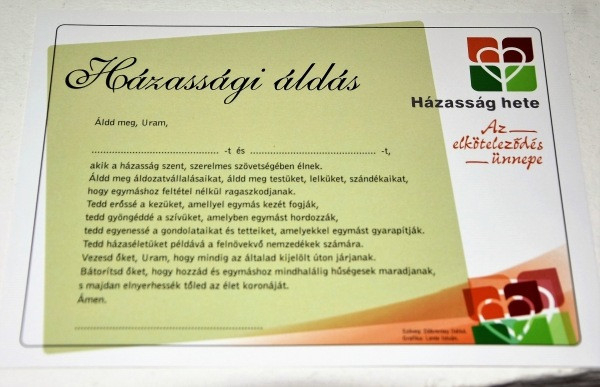 Házassági áldás
Házasság hete
Az
elköteleződés
ünnepe
Áldd meg, Uram,
........................................ -t és ........................................ -t,
akik a házasság szent, szerelmes szövetségében élnek.
Áldd meg áldozatvállalásaikat, áldd meg testüket, lelküket, szándékaikat,
hogy egymáshoz feltétel nélkül ragaszkodjanak.
Tedd erőssé a kezüket, amellyel egymás kezét fogják,
tedd gyöngéddé a szívüket, amelyben egymást hordozzák,
tedd egyenessé a gondolataikat és tetteiket, amelyekkel egymást gyarapítják.
Tedd házaséletüket példává a felnövekvő nemzedékek számára.
Vezesd őket, Uram, hogy mindig az általad kijelölt úton járjanak.
Bátorítsd őket, hogy hozzád és egymáshoz mindhalálig hűségesek maradjanak,
s majdan elnyerhessék tőled az élet koronáját.
Ámen.
........................................
Szöveg:
Grafika: